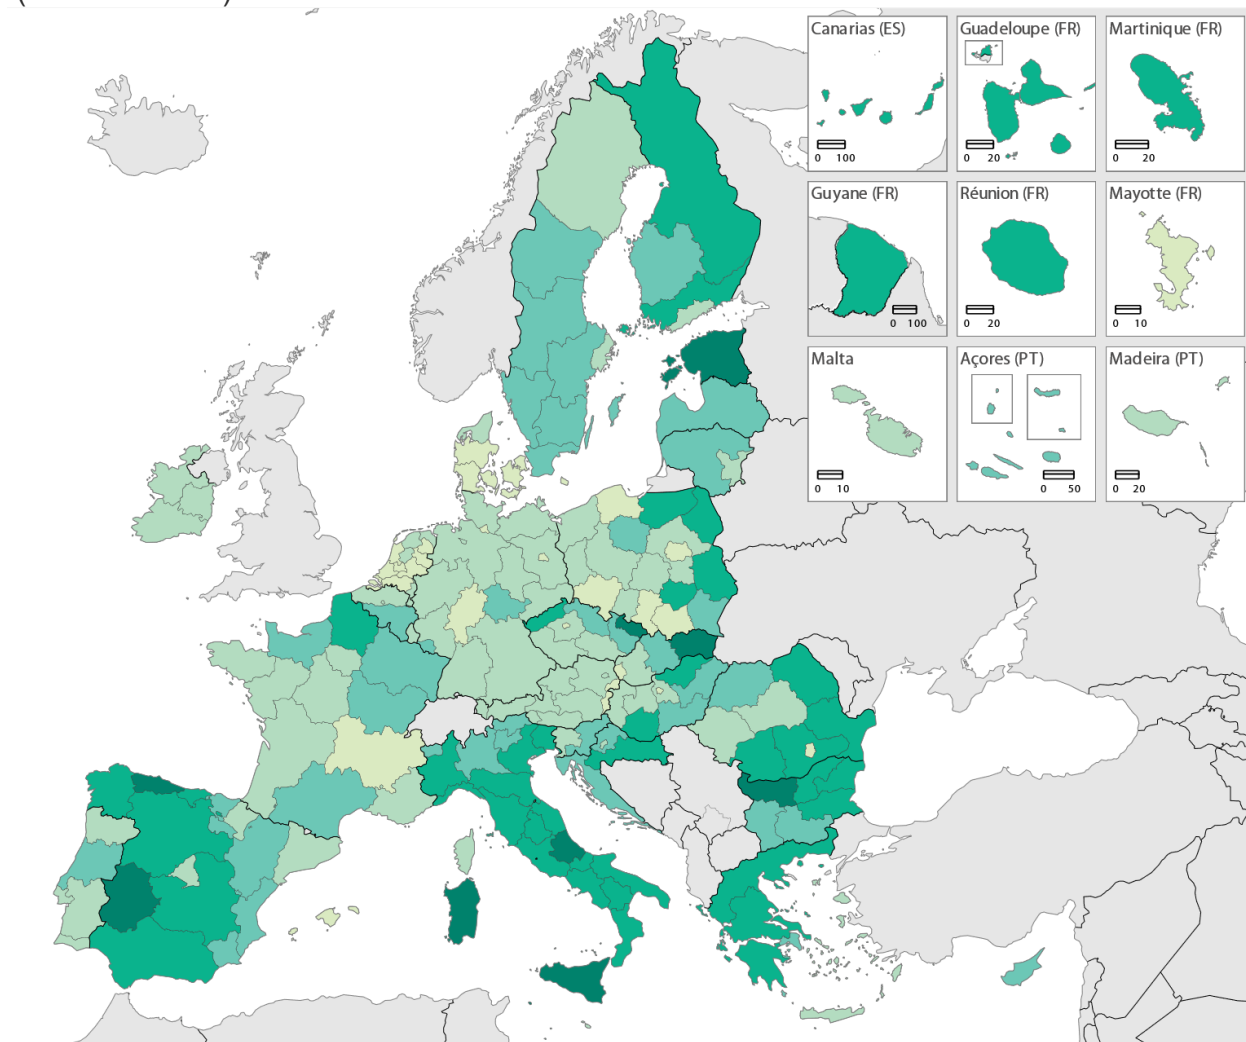 Canarias (ES)
0 100
Guadeloupe (FR)
0 20
Martinique (FR)
0 20
Guyane (FR)
0 100
Réunion (FR)
0 20
Mayotte (FR)
0 10
Malta
0 10
Açores (PT)
0 50
Madeira (PT)
0 20